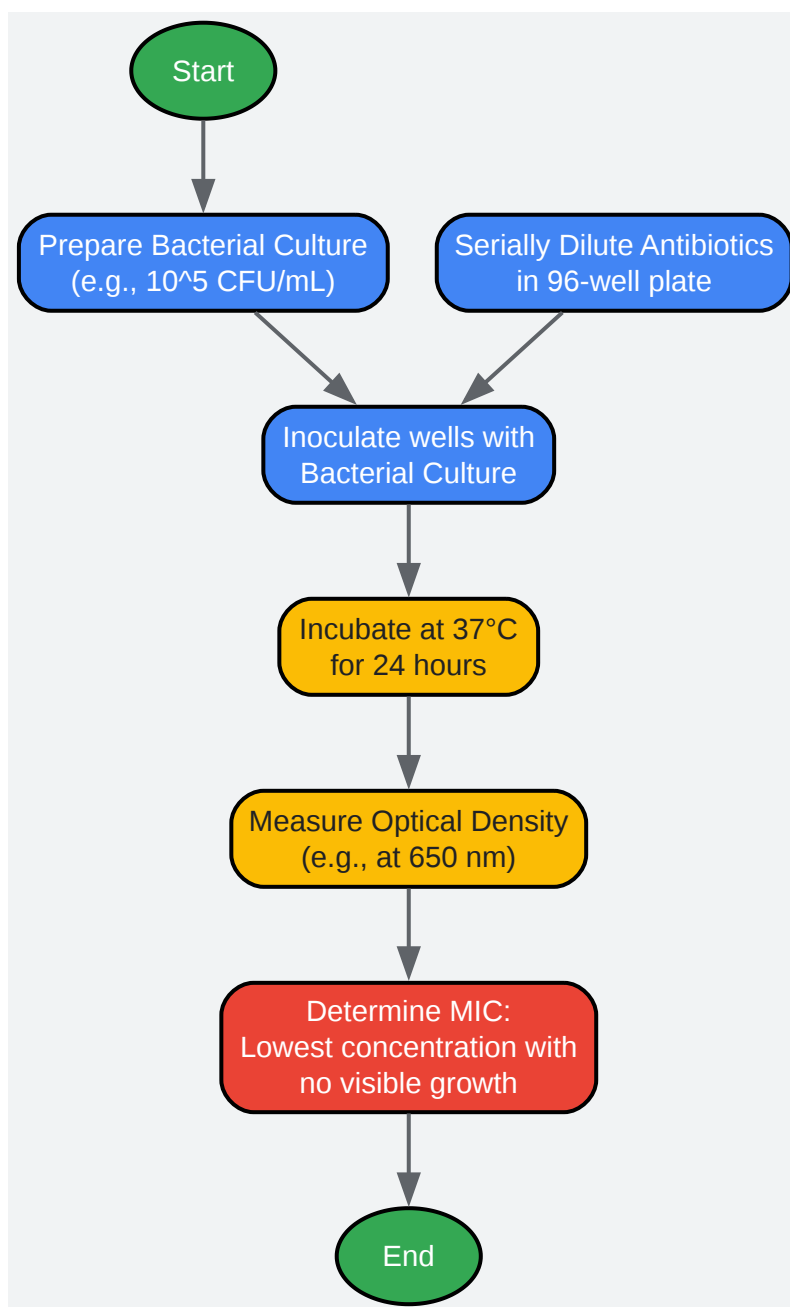 Start
Prepare Bacterial Culture
(e.g., 10^5 CFU/mL)
Serially Dilute Antibiotics
in 96-well plate
Inoculate wells with
Bacterial Culture
Incubate at 37°C
for 24 hours
Measure Optical Density
(e.g., at 650 nm)
Determine MIC:
Lowest concentration with
no visible growth
End